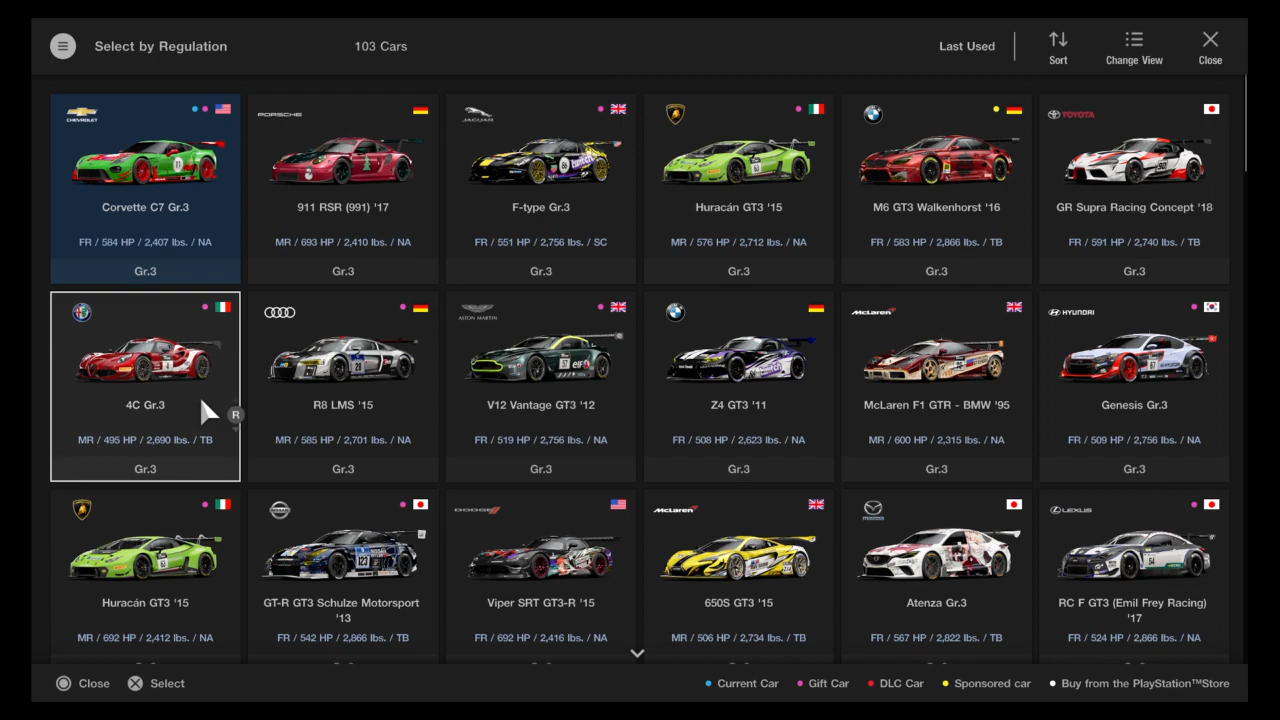 Select by Regulation
103 Cars
Last Used
Sort
Change View
Close
CHEVROLET
Corvette C7 Gr.3
FR / 584 HP / 2,407 lbs. / NA
Gr.3
PORSCHE
911 RSR (991) '17
MR / 693 HP / 2,410 lbs. / NA
Gr.3
JAGUAR
twitch
F-type Gr.3
FR / 551 HP / 2,756 lbs. / SC
Gr.3
63
Huracán GT3 '15
MR / 576 HP / 2,712 lbs. / NA
Gr.3
M6 GT3 Walkenhorst '16
FR / 583 HP / 2,866 lbs. / TB
Gr.3
TOYOTA
GR Supra Racing Concept '18
FR / 591 HP / 2,740 lbs. / TB
Gr.3
4C Gr.3
R
MR / 495 HP / 2,690 lbs. / TB
Gr.3
R8 LMS '15
MR / 585 HP / 2,701 lbs. / NA
Gr.3
ASTON MARTIN
elf
V12 Vantage GT3 '12
FR / 519 HP / 2,756 lbs. / NA
Gr.3
twitch
Z4 GT3 '11
FR / 508 HP / 2,623 lbs. / NA
Gr.3
McLaren
McLaren F1 GTR - BMW '95
MR / 600 HP / 2,315 lbs. / NA
Gr.3
HYUNDAI
Genesis Gr.3
FR / 509 HP / 2,756 lbs. / NA
Gr.3
63
Huracán GT3 '15
MR / 692 HP / 2,412 lbs. / NA
NISSAN
123
GT-R GT3 Schulze Motorsport
'13
FR / 542 HP / 2,866 lbs. / TB
DODGE
Viper SRT GT3-R '15
FR / 692 HP / 2,416 lbs. / NA
McLaren
650S GT3 '15
MR / 506 HP / 2,734 lbs. / TB
mazda
Atenza Gr.3
FR / 567 HP / 2,822 lbs. / TB
LEXUS
54
RC F GT3 (Emil Frey Racing)
'17
FR / 524 HP / 2,866 lbs. / NA
Close
Select
Current Car
Gift Car
DLC Car
Sponsored car
Buy from the PlayStation™Store